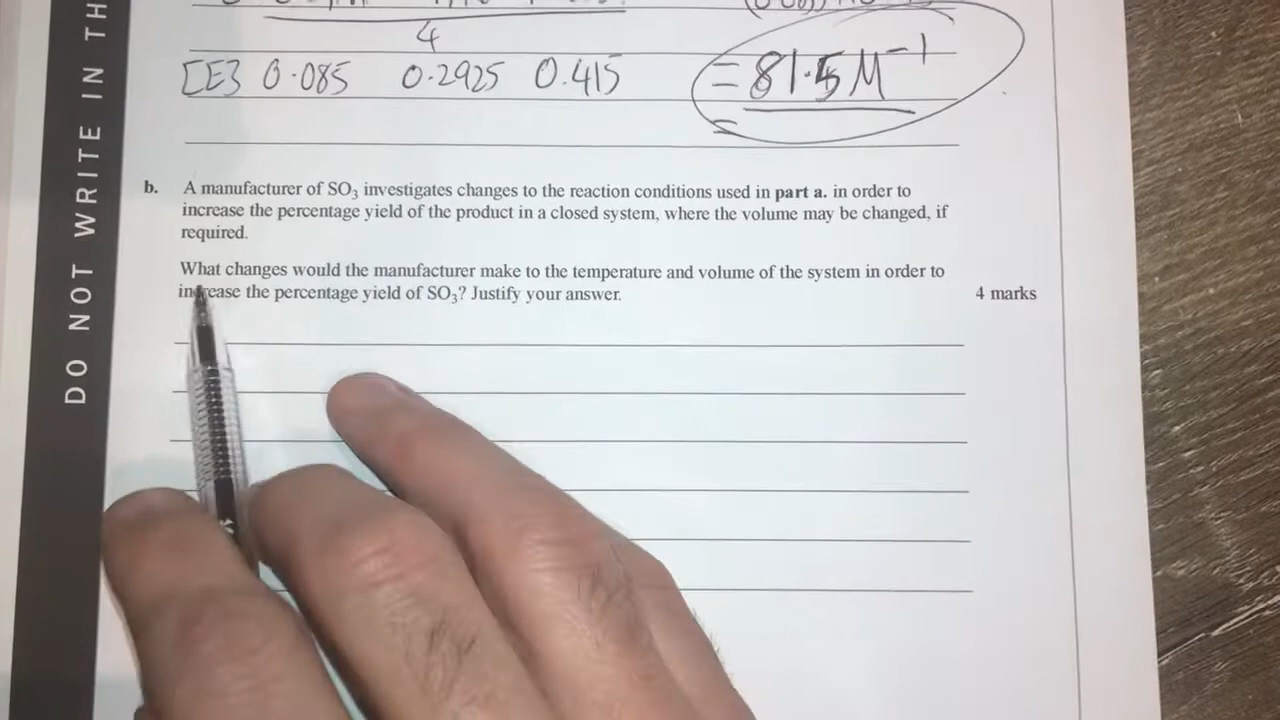 4
[E] 0.085 0.2925 0.415
= 81.5 M⁻¹
=
b. A manufacturer of SO₃ investigates changes to the reaction conditions used in part a. in order to
increase the percentage yield of the product in a closed system, where the volume may be changed, if
required.
What changes would the manufacturer make to the temperature and volume of the system in order to
increase the percentage yield of SO₃? Justify your answer.
4 marks
DO NOT WRITE IN TH